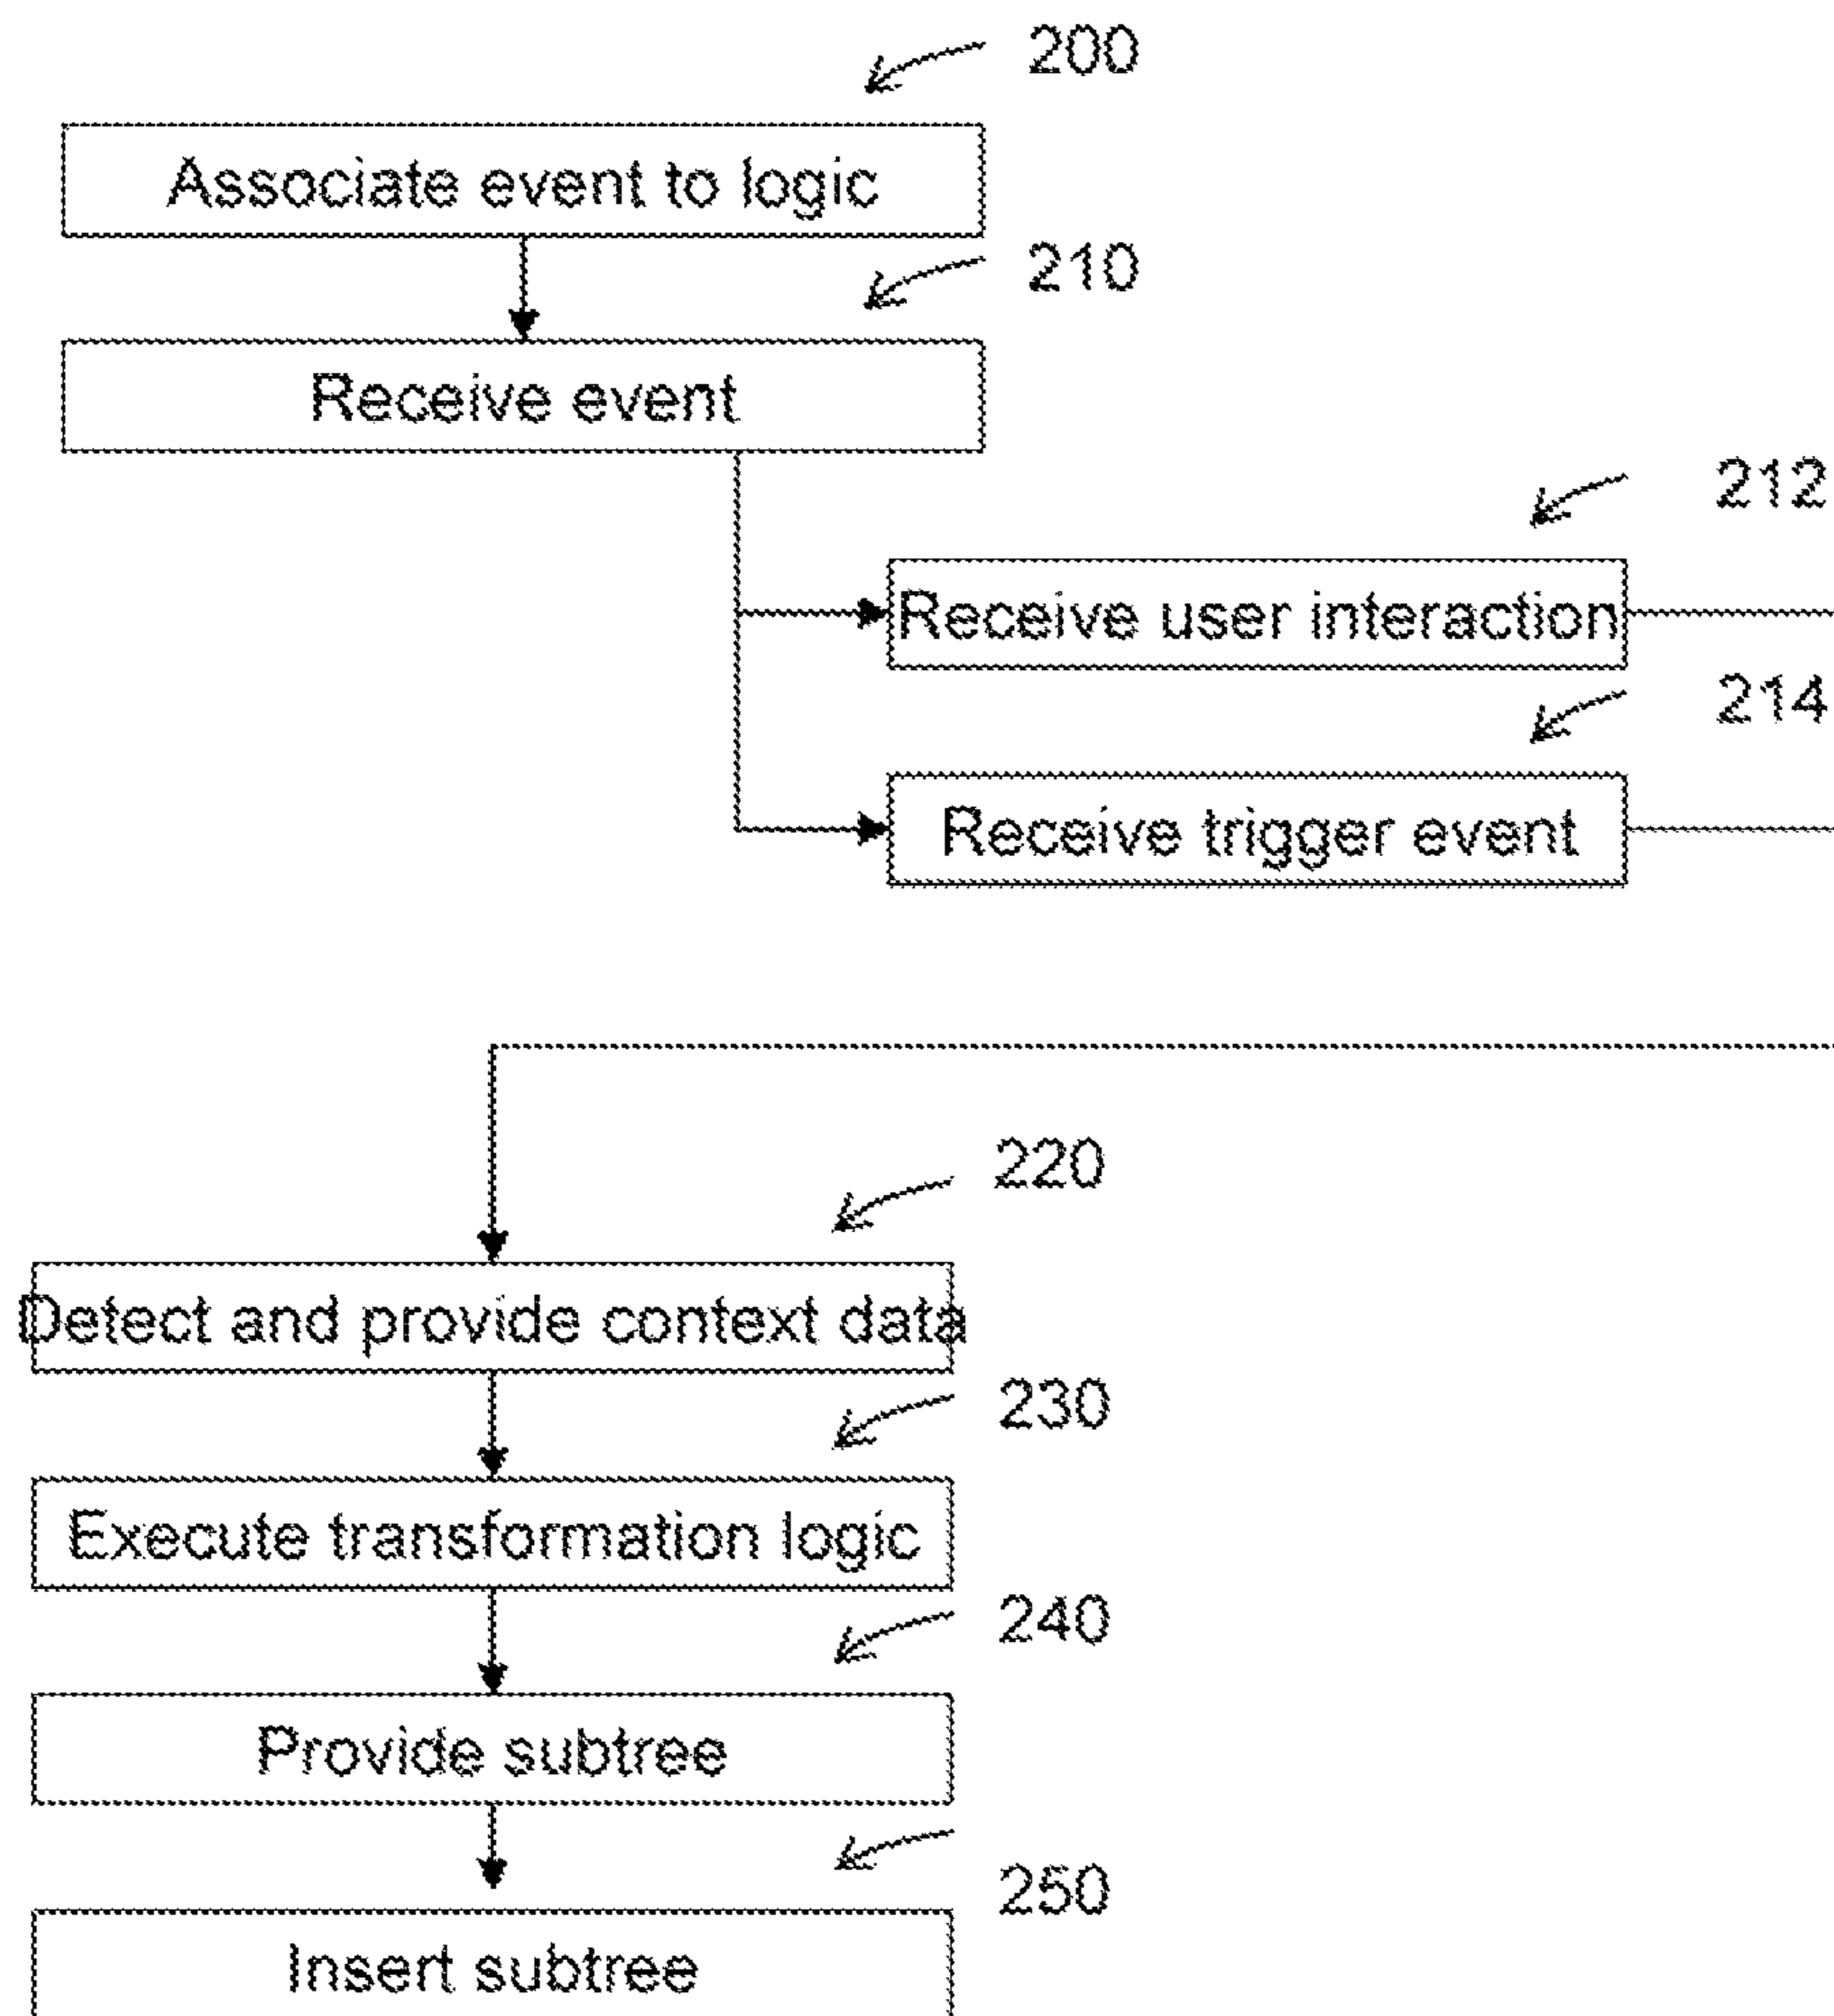 200
Associate event to logic
210
Receive event
212
Receive user interaction
214
Receive trigger event
220
Detect and provide context data
230
Execute transformation logic
240
Provide subtree
250
Insert subtree